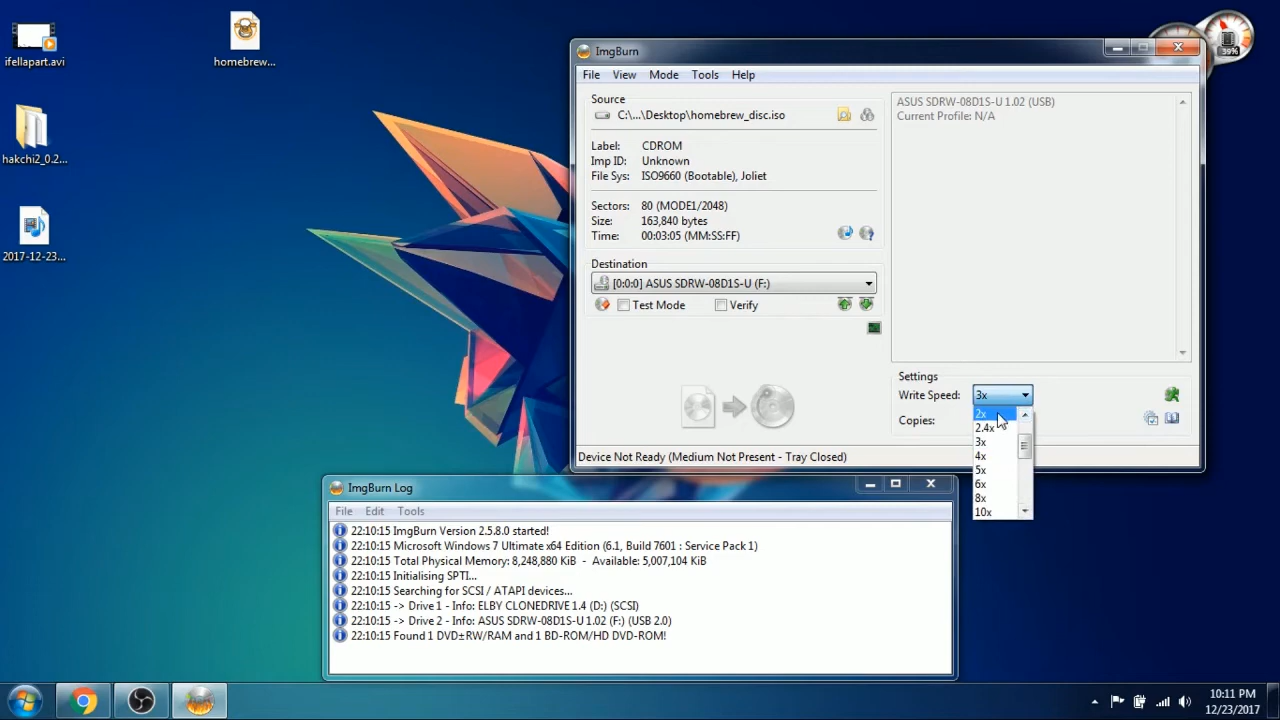 ifellapart.avi
homebrew...
hakchi2_0.2...
2017-12-23...
39%
ImgBurn
File View Mode Tools Help
Source
C:\...\Desktop\homebrew_disc.iso
Label: CDROM
Imp ID: Unknown
File Sys: ISO9660 (Bootable), Joliet
Sectors: 80 (MODE1/2048)
Size: 163,840 bytes
Time: 00:03:05 (MM:SS:FF)
Destination
[0:0:0] ASUS SDRW-08D1S-U (F:)
Test Mode Verify
ASUS SDRW-08D1S-U 1.02 (USB)
Current Profile: N/A
Settings
Write Speed: 3x
Copies:
2x
2.4x
3x
4x
5x
6x
8x
10x
Device Not Ready (Medium Not Present - Tray Closed)
ImgBurn Log
File Edit Tools
22:10:15 ImgBurn Version 2.5.8.0 started!
22:10:15 Microsoft Windows 7 Ultimate x64 Edition (6.1, Build 7601 : Service Pack 1)
22:10:15 Total Physical Memory: 8,248,880 KiB - Available: 5,007,104 KiB
22:10:15 Initialising SPTI...
22:10:15 Searching for SCSI / ATAPI devices...
22:10:15 -> Drive 1 - Info: ELBY CLONEDRIVE 1.4 (D:) (SCSI)
22:10:15 -> Drive 2 - Info: ASUS SDRW-08D1S-U 1.02 (F:) (USB 2.0)
22:10:15 Found 1 DVD±RW/RAM and 1 BD-ROM/HD DVD-ROM!
10:11 PM
12/23/2017